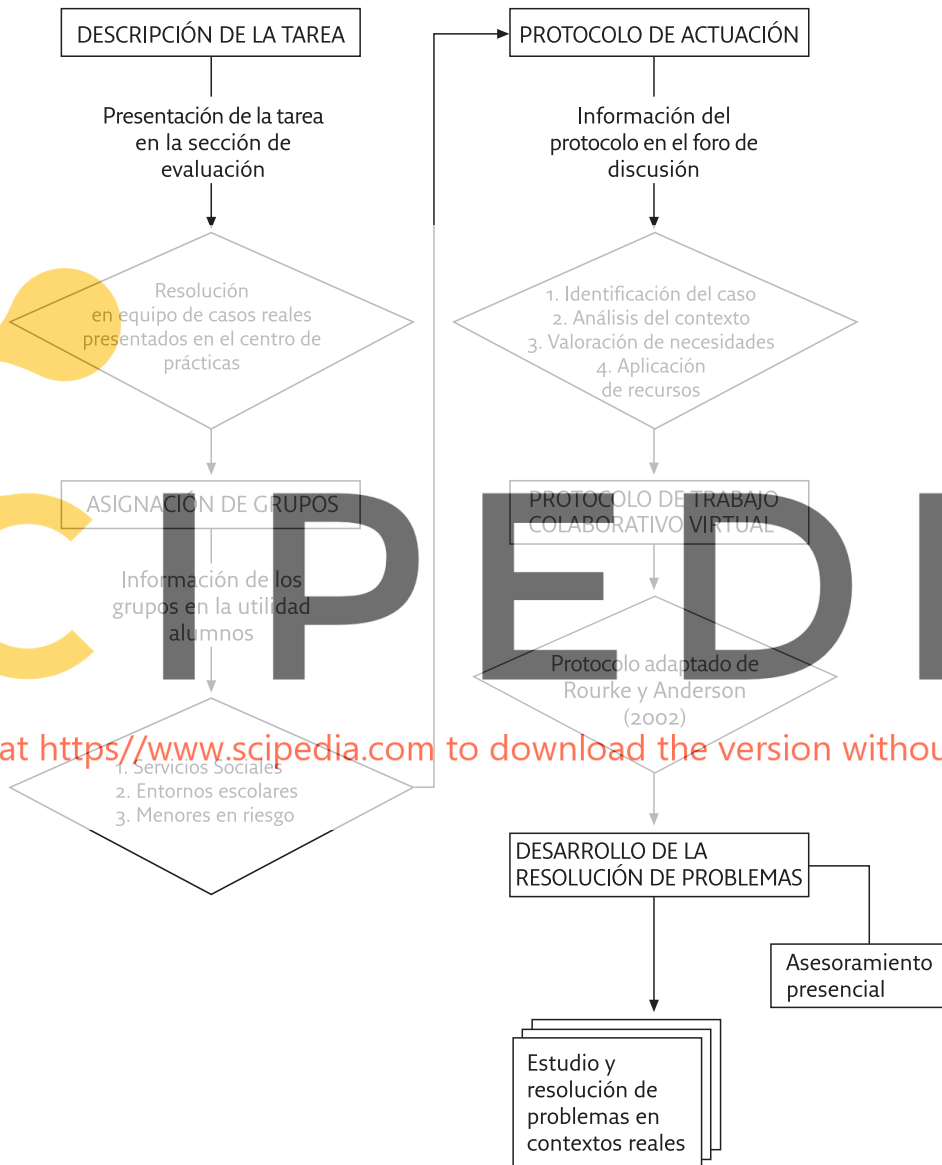 DESCRIPCIÓN DE LA TAREA
Presentación de la tarea
en la sección de
evaluación
Resolución
en equipo de casos reales
presentados en el centro de
prácticas
ASIGNACIÓN DE GRUPOS
Información de los
grupos en la utilidad
alumnos
1. Servicios Sociales
2. Entornos escolares
3. Menores en riesgo
PROTOCOLO DE ACTUACIÓN
Información del
protocolo en el foro de
discusión
1. Identificación del caso
2. Análisis del contexto
3. Valoración de necesidades
4. Aplicación
de recursos
PROTOCOLO DE TRABAJO
COLABORATIVO VIRTUAL
Protocolo adaptado de
Rourke y Anderson
(2002)
DESARROLLO DE LA
RESOLUCIÓN DE PROBLEMAS
Asesoramiento
presencial
Estudio y
resolución de
problemas en
contextos reales
CIPED
at https//www.scipedia.com to download the version withou